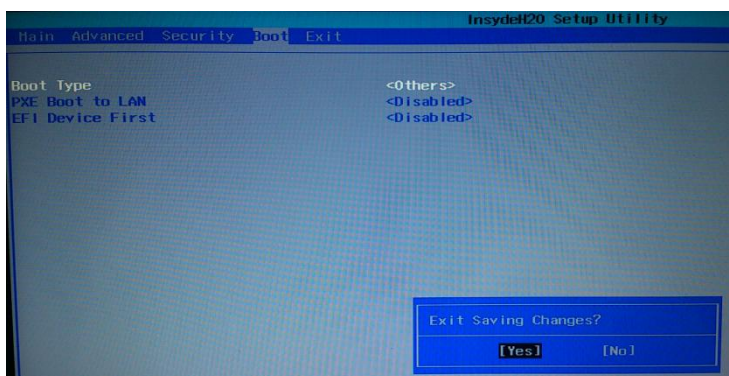 InsydeH20 Setup Utility
Main Advanced Security Boot Exit
Boot Type <Others>
PXE Boot to LAN <Disabled>
EFI Device First <Disabled>
Exit Saving Changes?
[Yes] [No]